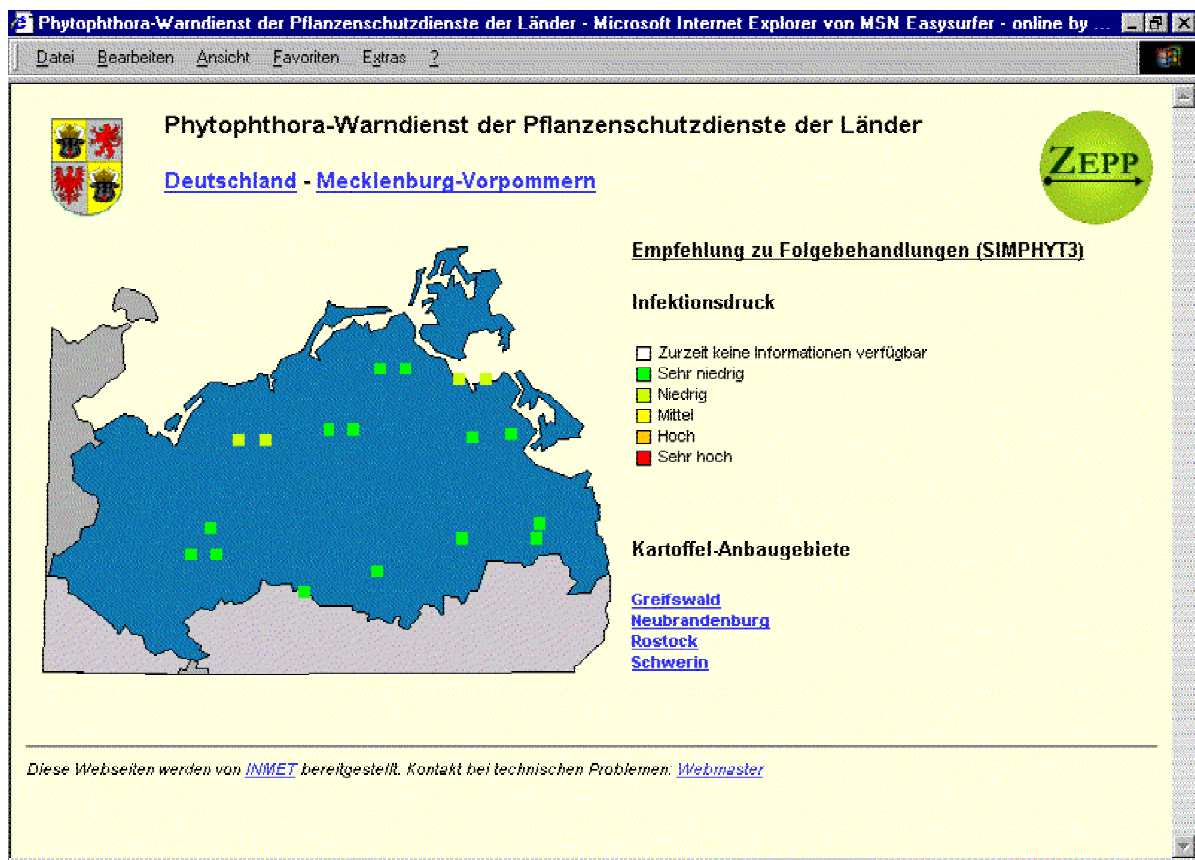 Phytophthora-Warndienst der Pflanzenschutzdienste der Länder - Microsoft Internet Explorer von MSN Easysurfer - online by ...
Datei Bearbeiten Ansicht Favoriten Extras ?
Phytophthora-Warndienst der Pflanzenschutzdienste der Länder
Deutschland - Mecklenburg-Vorpommern
ZEPP
Empfehlung zu Folgebehandlungen (SIMPHYT3)
Infektionsdruck
Zurzeit keine Informationen verfügbar
Sehr niedrig
Niedrig
Mittel
Hoch
Sehr hoch
Kartoffel-Anbaugebiete
Greifswald
Neubrandenburg
Rostock
Schwerin
Diese Webseiten werden von INMET bereitgestellt. Kontakt bei technischen Problemen: Webmaster